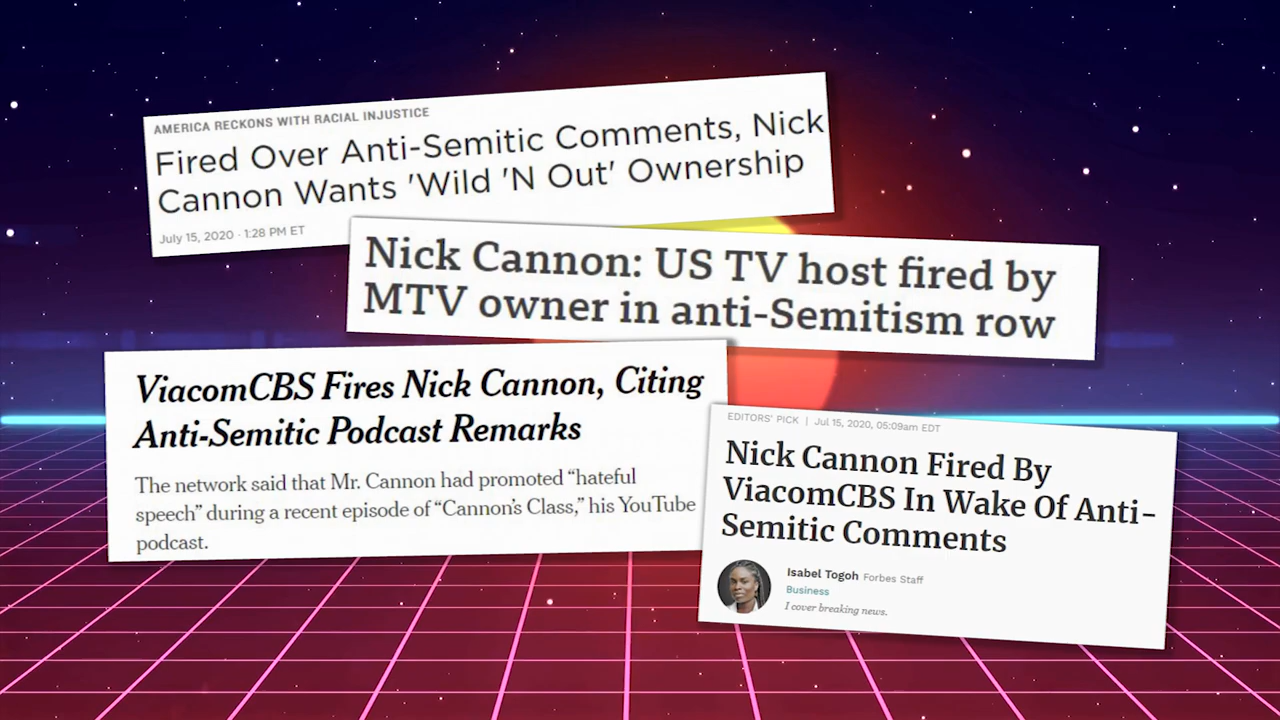 AMERICA RECKONS WITH RACIAL INJUSTICE
Fired Over Anti-Semitic Comments, Nick
Cannon Wants 'Wild 'N Out' Ownership
July 15, 2020 · 1:28 PM ET
Nick Cannon: US TV host fired by
MTV owner in anti-Semitism row
ViacomCBS Fires Nick Cannon, Citing
Anti-Semitic Podcast Remarks
The network said that Mr. Cannon had promoted “hateful
speech” during a recent episode of “Cannon’s Class,” his YouTube
podcast.
EDITORS' PICK | Jul 15, 2020, 05:09am EDT
Nick Cannon Fired By
ViacomCBS In Wake Of Anti-
Semitic Comments
Isabel Togoh Forbes Staff
Business
I cover breaking news.